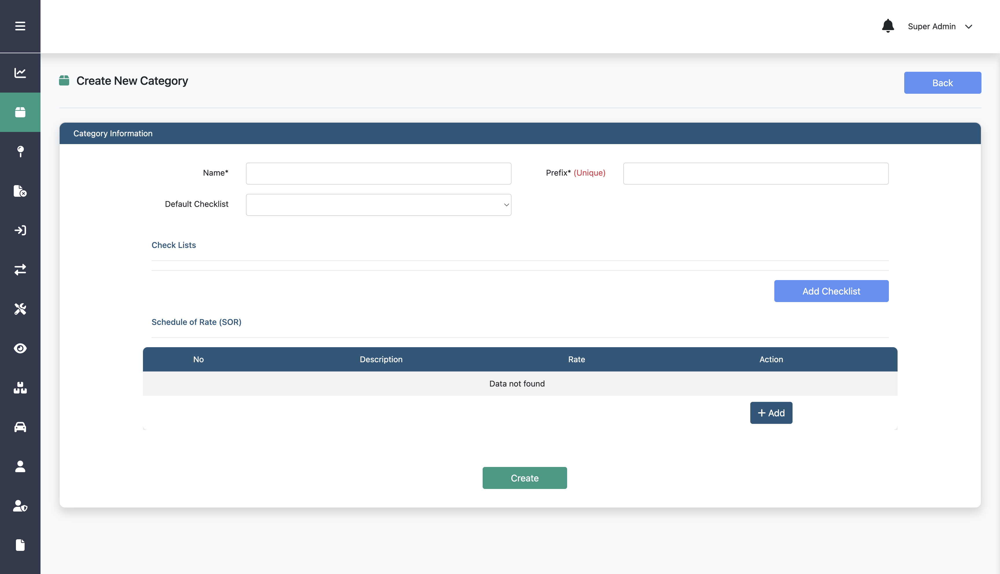 Super Admin
Create New Category
Back
Category Information
Name*
Prefix* (Unique)
Default Checklist
Check Lists
Add Checklist
Schedule of Rate (SOR)
No Description Rate Action
Data not found
+ Add
Create